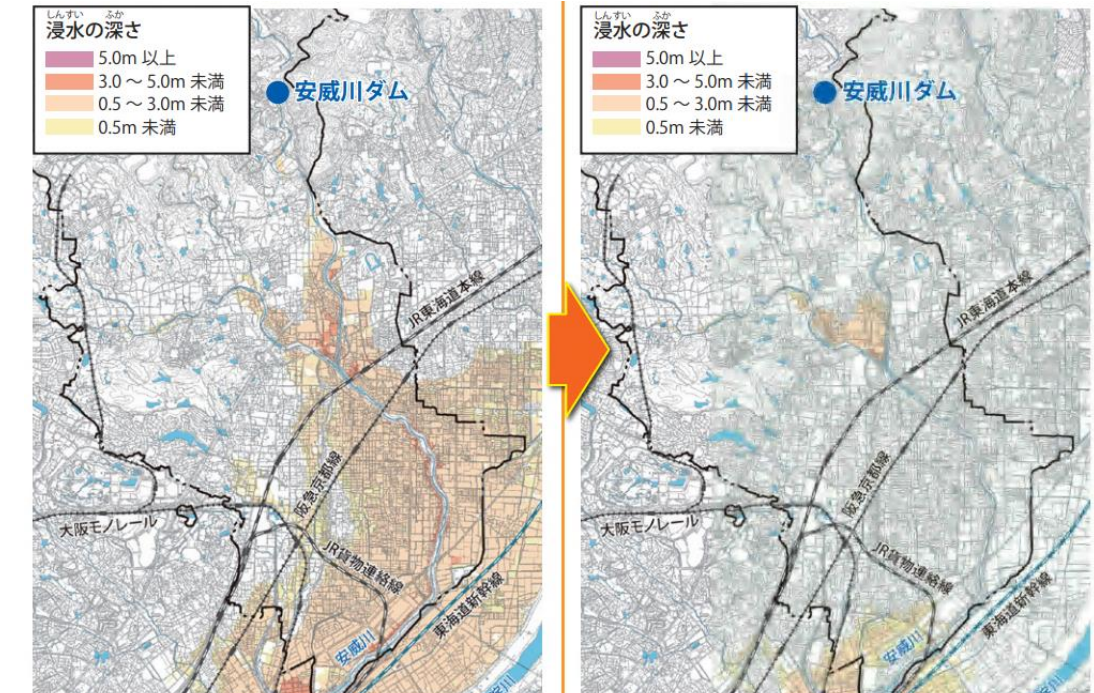 しんすい ふか
浸水の深さ
5.0m 以上
3.0 ～ 5.0m 未満
0.5 ～ 3.0m 未満
0.5m 未満
安威川ダム
JR東海道本線
阪急京都線
大阪モノレール
JR貨物連絡線
東海道新幹線
安威川
しんすい ふか
浸水の深さ
5.0m 以上
3.0 ～ 5.0m 未満
0.5 ～ 3.0m 未満
0.5m 未満
安威川ダム
JR東海道本線
阪急京都線
大阪モノレール
JR貨物連絡線
東海道新幹線
安威川